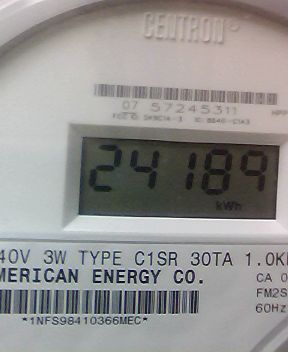 CENTRON®
07 57245311
24189
kWh
40V 3W TYPE C1SR 30TA 1.0K
MERICAN ENERGY CO.
CA 0
FM2S
60Hz
*1NFS98410366MEC*